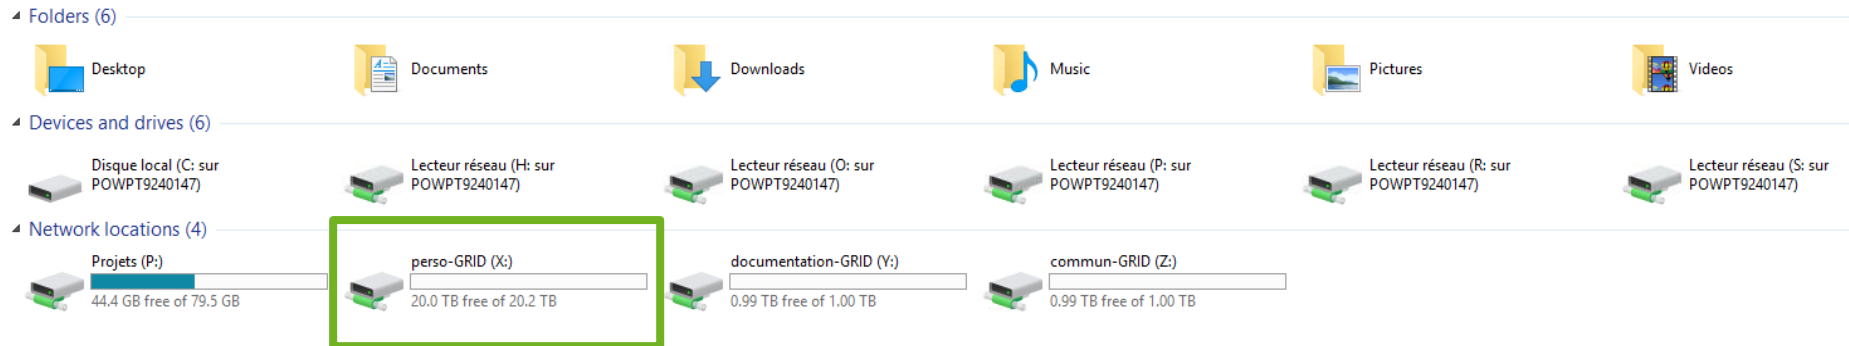 Folders (6)
Desktop
Documents
Downloads
Music
Pictures
Videos
Devices and drives (6)
Disque local (C: sur
POWPT9240147)
Lecteur réseau (H: sur
POWPT9240147)
Lecteur réseau (O: sur
POWPT9240147)
Lecteur réseau (P: sur
POWPT9240147)
Lecteur réseau (R: sur
POWPT9240147)
Lecteur réseau (S: sur
POWPT9240147)
Network locations (4)
Projets (P:)
44.4 GB free of 79.5 GB
perso-GRID (X:)
20.0 TB free of 20.2 TB
documentation-GRID (Y:)
0.99 TB free of 1.00 TB
commun-GRID (Z:)
0.99 TB free of 1.00 TB